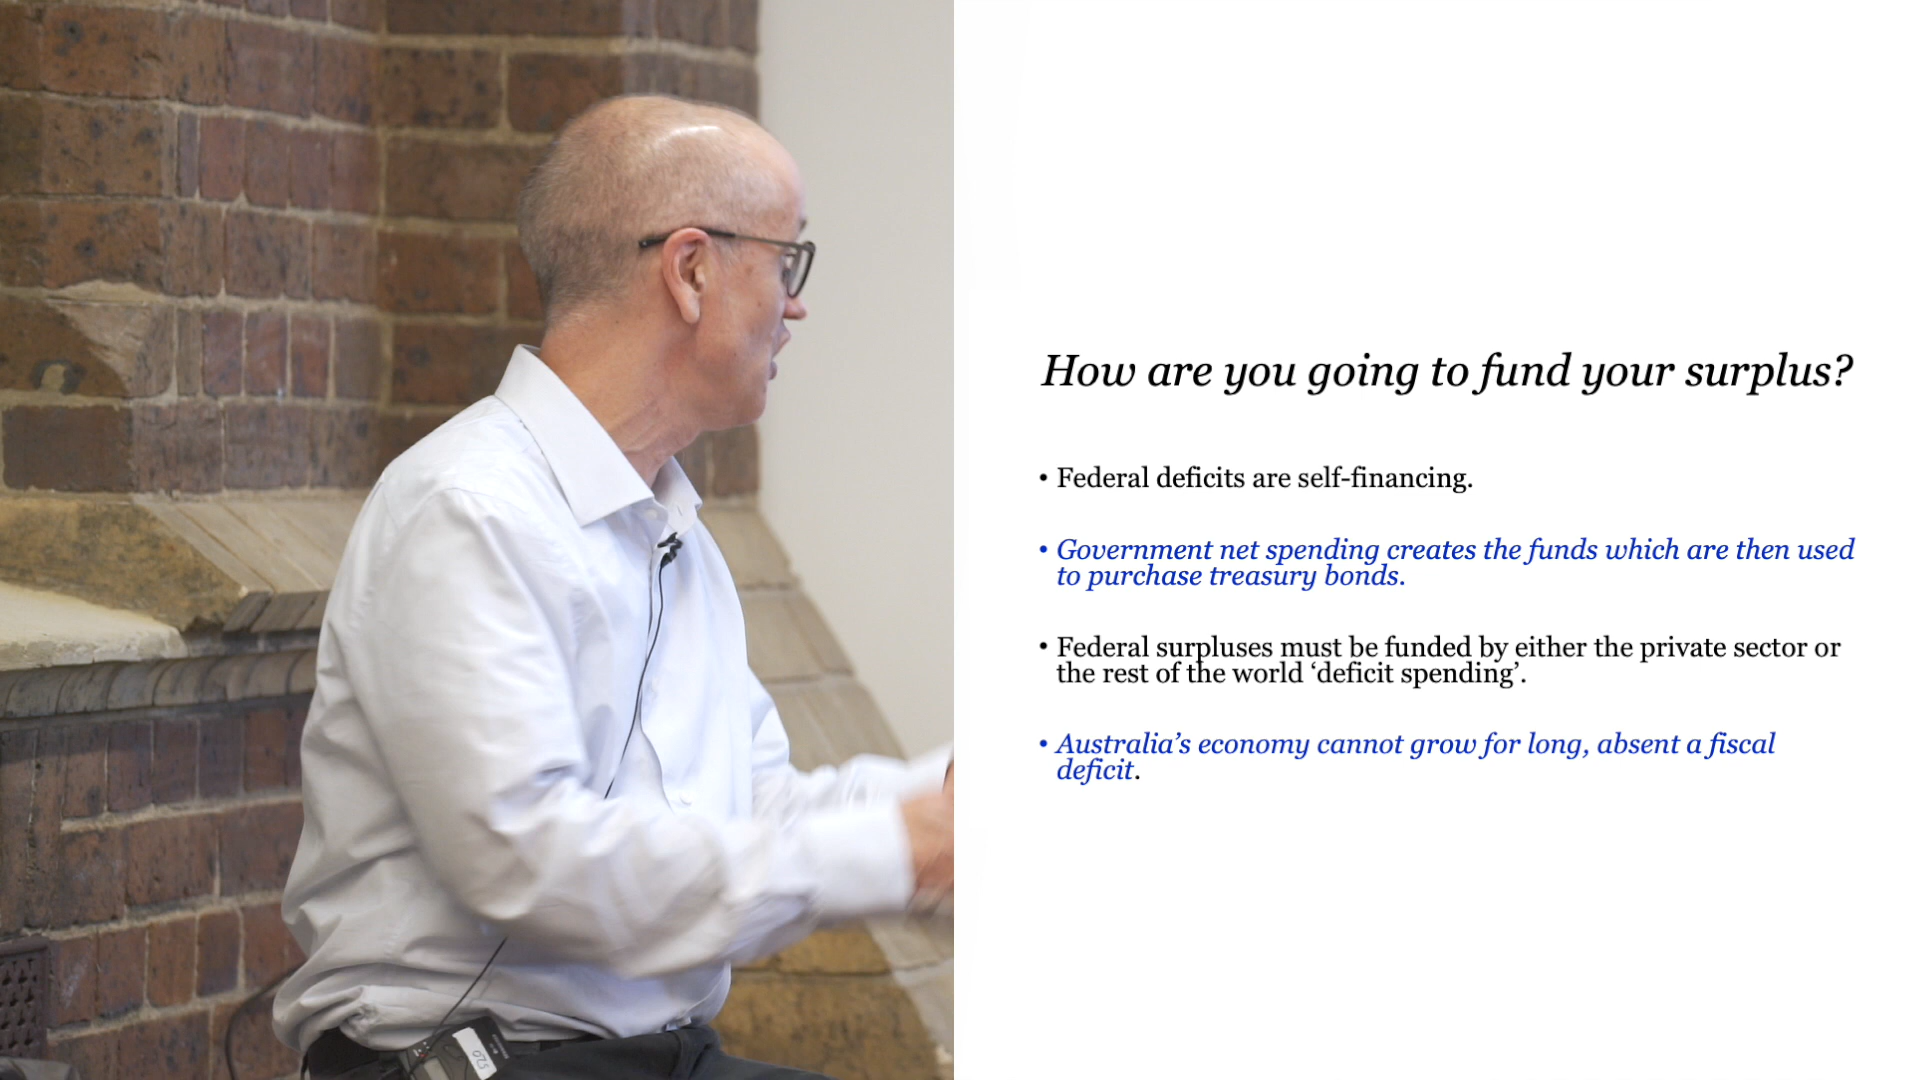 How are you going to fund your surplus?
• Federal deficits are self-financing.
• Government net spending creates the funds which are then used
to purchase treasury bonds.
• Federal surpluses must be funded by either the private sector or
the rest of the world ‘deficit spending’.
• Australia’s economy cannot grow for long, absent a fiscal
deficit.
520